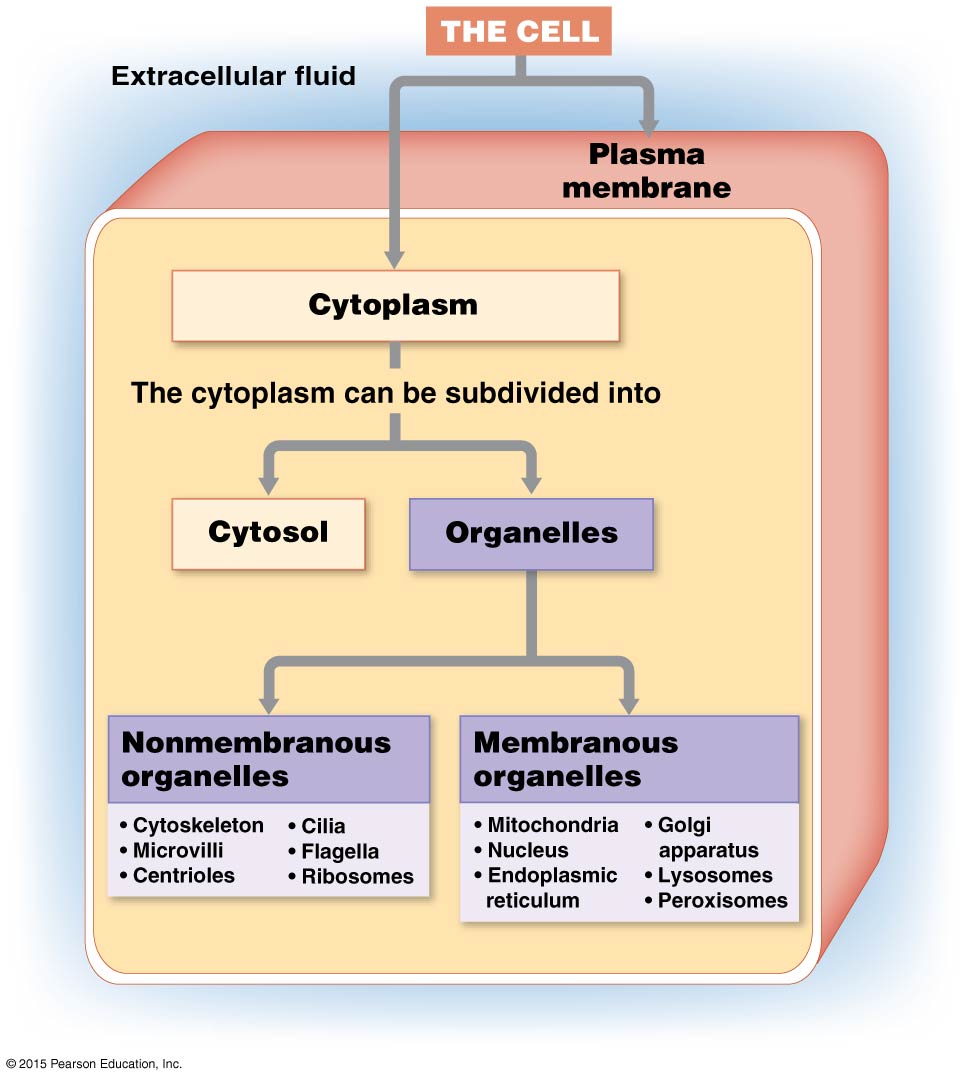 THE CELL
Extracellular fluid
Plasma
membrane
Cytoplasm
The cytoplasm can be subdivided into
Cytosol
Organelles
Nonmembranous
organelles
• Cytoskeleton
• Microvilli
• Centrioles
• Cilia
• Flagella
• Ribosomes
Membranous
organelles
• Mitochondria
• Nucleus
• Endoplasmic
reticulum
• Golgi
apparatus
• Lysosomes
• Peroxisomes
© 2015 Pearson Education, Inc.